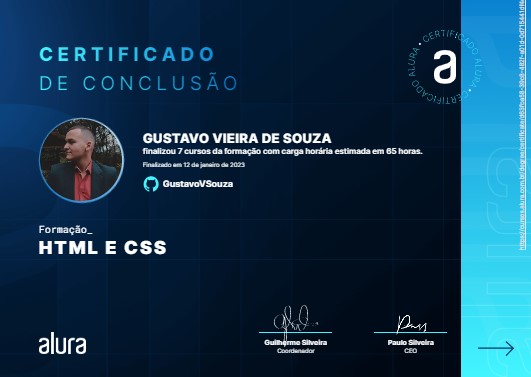 CERTIFICADO
DE CONCLUSÃO
CERTIFICADO ALURA • CERTIFICADO ALURA •
a
GUSTAVO VIEIRA DE SOUZA
finalizou 7 cursos da formação com carga horária estimada em 65 horas.
Finalizado em 12 de janeiro de 2023
GustavoVSouza
Formação_
HTML E CSS
alura
Guilherme Silveira
Coordenador
Paulo Silveira
CEO